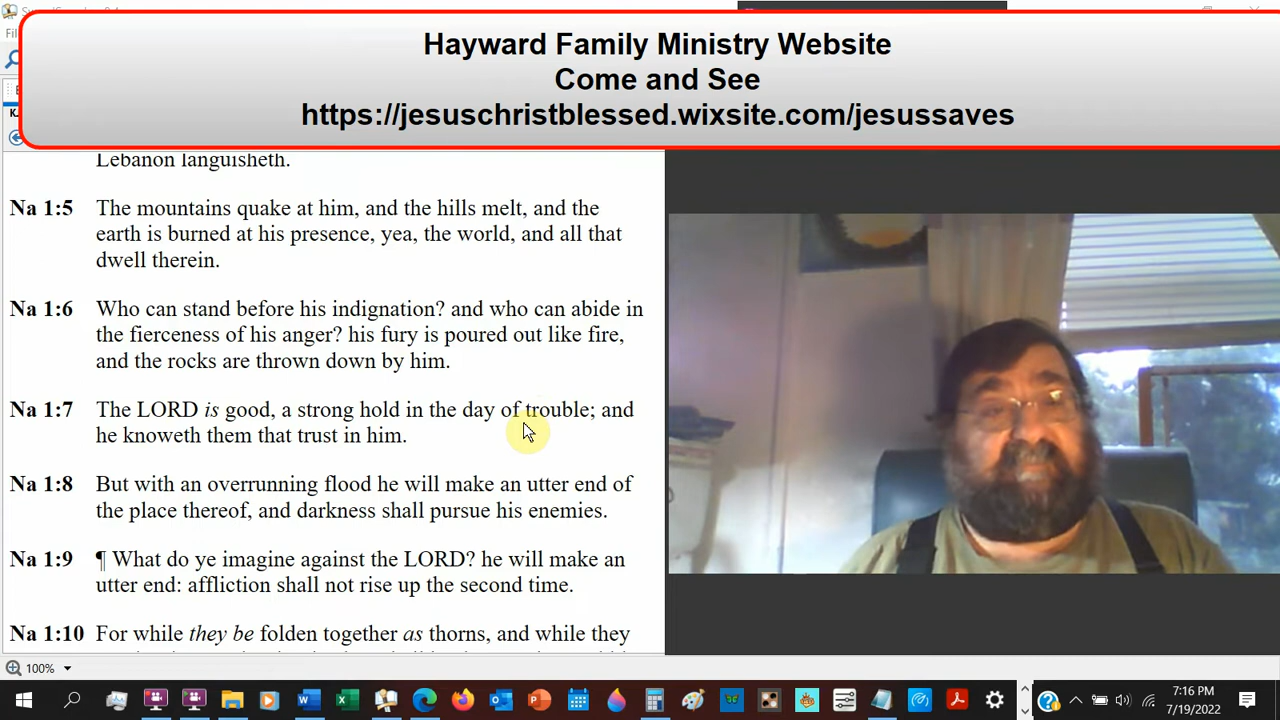 Hayward Family Ministry Website
Come and See
https://jesuschristblessed.wixsite.com/jesussaves
Lebanon languisheth.
Na 1:5 The mountains quake at him, and the hills melt, and the
earth is burned at his presence, yea, the world, and all that
dwell therein.
Na 1:6 Who can stand before his indignation? and who can abide in
the fierceness of his anger? his fury is poured out like fire,
and the rocks are thrown down by him.
Na 1:7 The LORD is good, a strong hold in the day of trouble; and
he knoweth them that trust in him.
Na 1:8 But with an overrunning flood he will make an utter end of
the place thereof, and darkness shall pursue his enemies.
Na 1:9 ¶ What do ye imagine against the LORD? he will make an
utter end: affliction shall not rise up the second time.
Na 1:10 For while they be folden together as thorns, and while they
100%
7:16 PM
7/19/2022